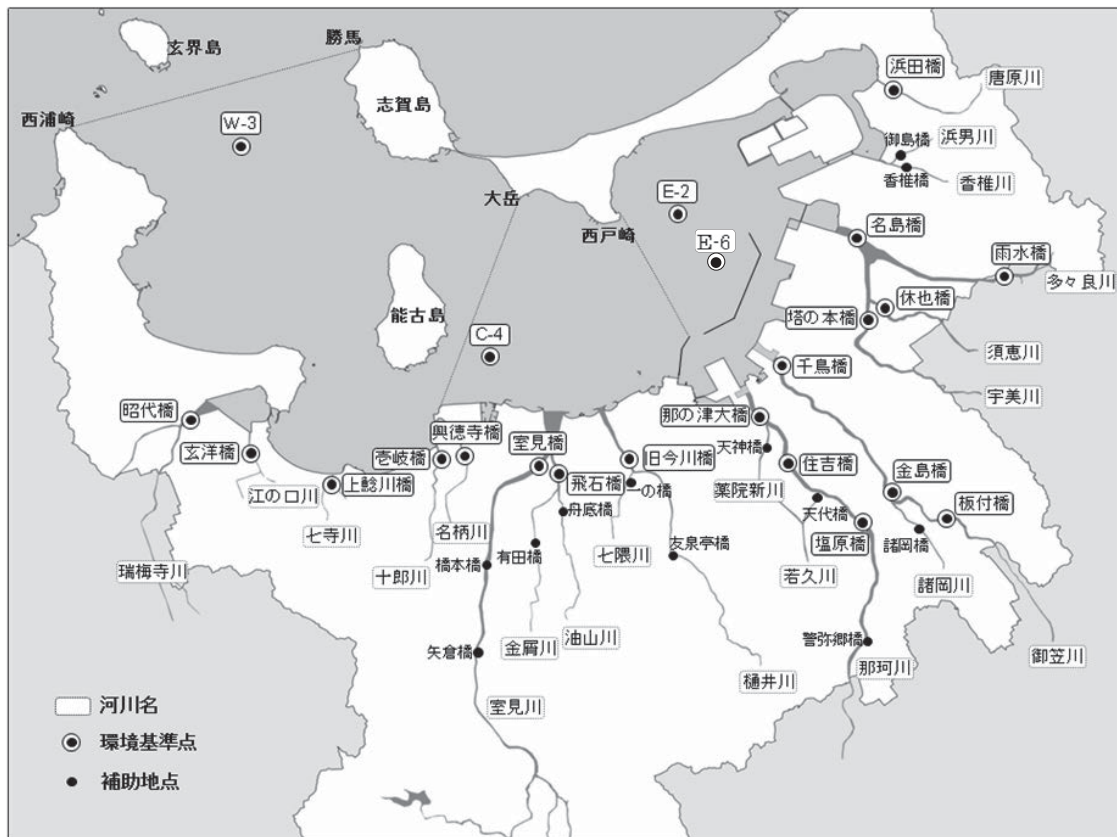 勝馬
玄界島
浜田橋
唐原川
志賀島
西浦崎
W-3
御島橋
浜男川
香椎橋
香椎川
大岳
E-2
西戸崎
名島橋
E-6
雨水橋
多々良川
休也橋
能古島
塔の本橋
C-4
須恵川
千鳥橋
宇美川
昭代橋
那の津大橋
興徳寺橋
室見橋
天神橋
玄洋橋
壱岐橋
旧今川橋
住吉橋
上鯰川橋
飛石橋
一の橋
薬院新川
金島橋
江の口川
舟底橋
天代橋
板付橋
七寺川
名柄川
塩原橋
諸岡橋
友泉亭橋
有田橋
七隈川
橋本橋
瑞梅寺川
十郎川
若久川
諸岡川
油山川
金屑川
矢倉橋
警弥郷橋
御笠川
那珂川
樋井川
室見川
河川名
環境基準点
補助地点